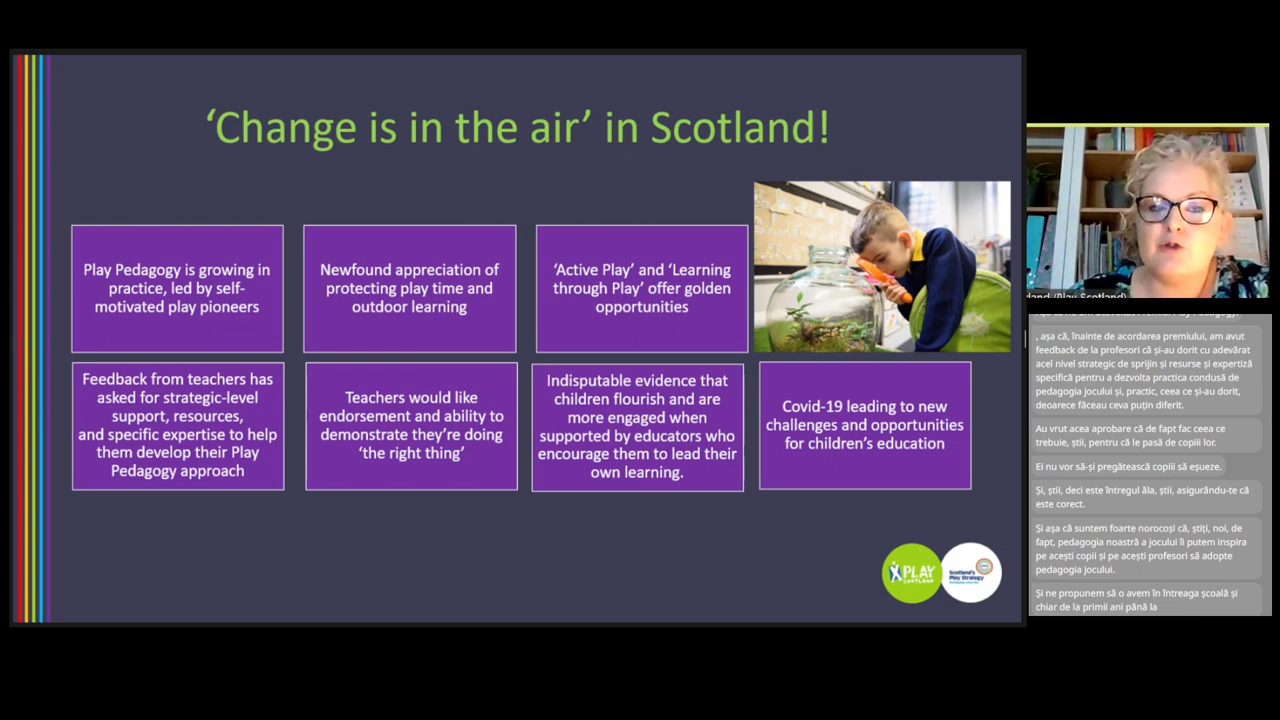 ‘Change is in the air’ in Scotland!
Play Pedagogy is growing in
practice, led by self-
motivated play pioneers
Newfound appreciation of
protecting play time and
outdoor learning
‘Active Play’ and ‘Learning
through Play’ offer golden
opportunities
Feedback from teachers has
asked for strategic-level
support, resources,
and specific expertise to help
them develop their Play
Pedagogy approach
Teachers would like
endorsement and ability to
demonstrate they’re doing
‘the right thing’
Indisputable evidence that
children flourish and are
more engaged when
supported by educators who
encourage them to lead their
own learning.
Covid-19 leading to new
challenges and opportunities
for children’s education
PLAY
SCOTLAND
Scotland's
Play Strategy
(Play Scotland)
, așa că, înainte de acordarea premiului, am avut
feedback de la profesori că și-au dorit cu adevărat
acel nivel strategic de sprijin și resurse și expertiză
specifică pentru a dezvolta practica condusă de
pedagogia jocului și, practic, ceea ce și-au dorit,
deoarece făceau ceva puțin diferit.
Au vrut acea aprobare că de fapt fac ceea ce
trebuie, știi, pentru că le pasă de copiii lor.
Ei nu vor să-și pregătească copiii să eșueze.
Și, știi, deci este întregul ăla, știi, asigurându-te că
este corect.
Și așa că suntem foarte norocoși că, știți, noi, de
fapt, pedagogia noastră a jocului îi putem inspira
pe acești copii și pe acești profesori să adopte
pedagogia jocului.
Și ne propunem să o avem în întreaga școală și
chiar de la primii ani până la